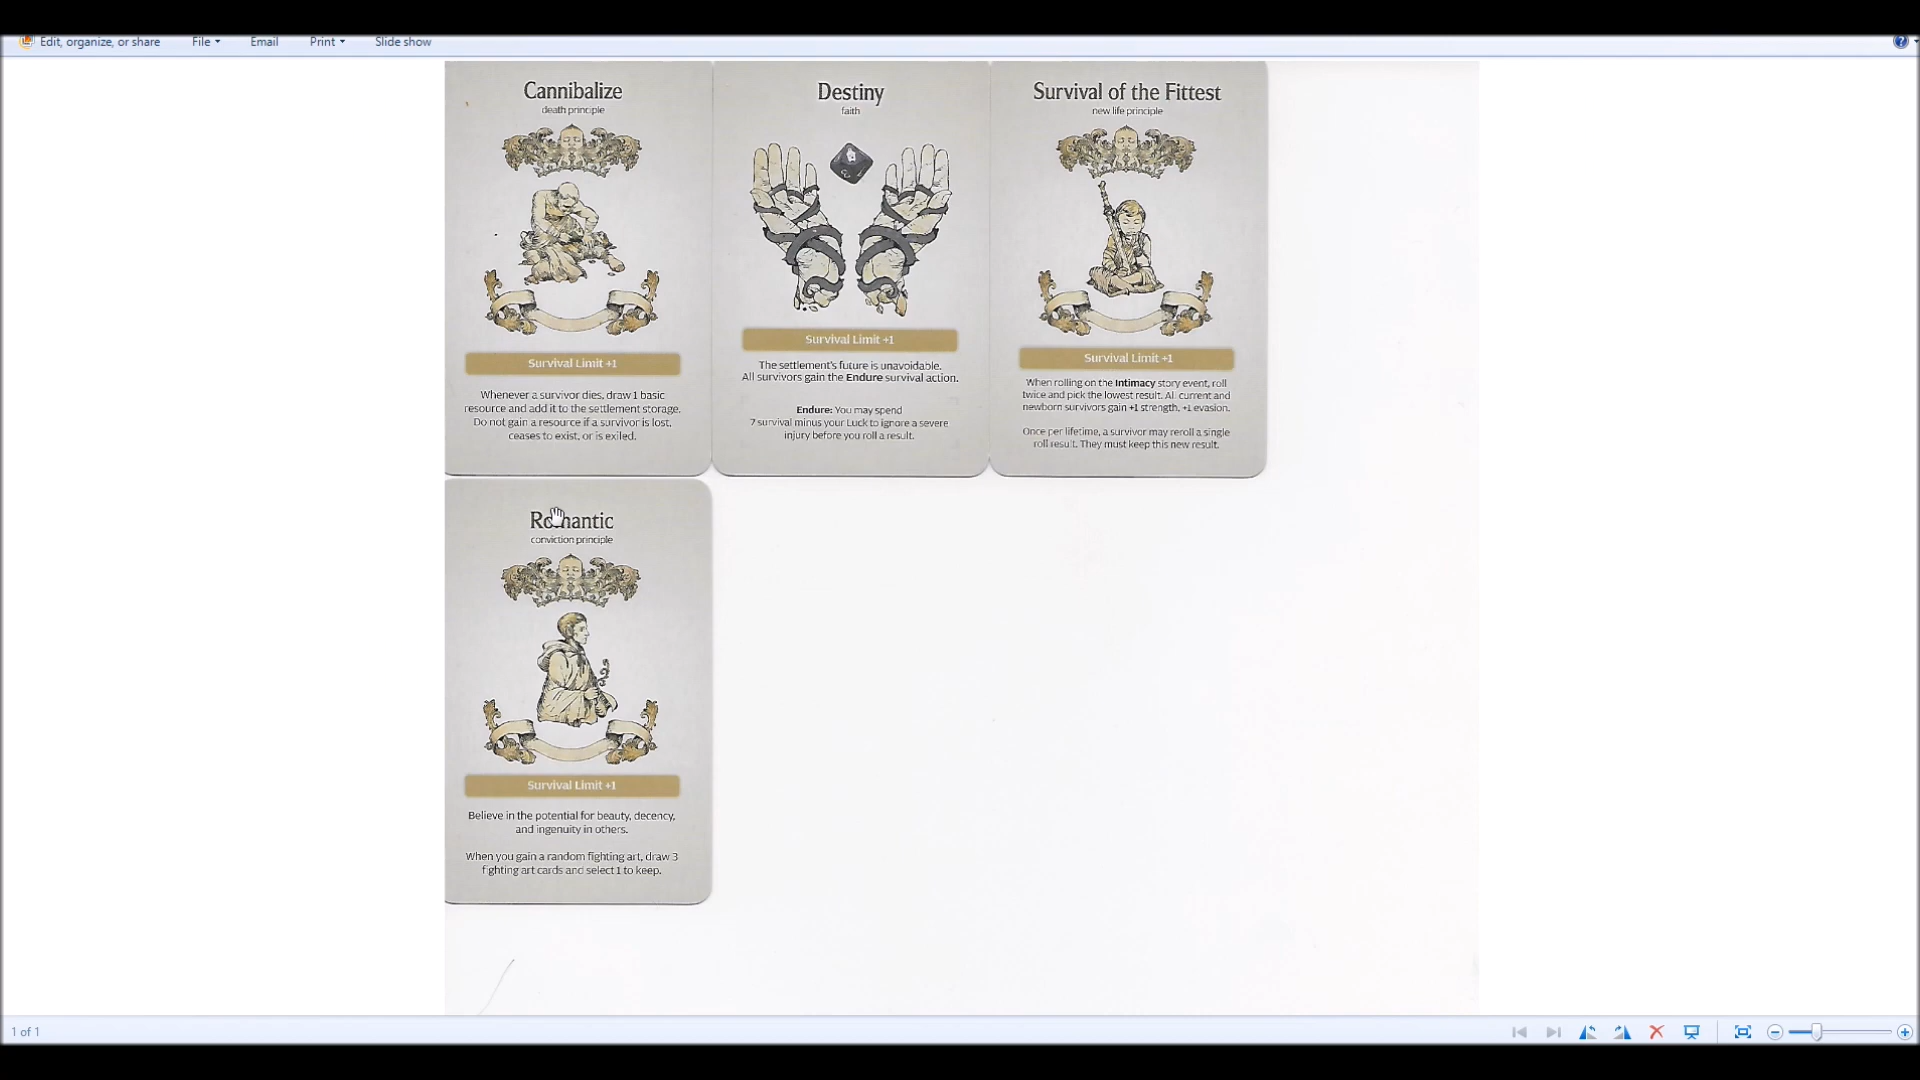 Edit, organize, or share
File
Email
Print
Slide show
Cannibalize
death principle
Survival Limit +1
Whenever a survivor dies, draw 1 basic
resource and add it to the settlement storage.
Do not gain a resource if a survivor is lost,
ceases to exist, or is exiled.
Destiny
faith
Survival Limit +1
The settlement's future is unavoidable.
All survivors gain the Endure survival action.
Endure: You may spend
7 survival minus your Luck to ignore a severe
injury before you roll a result.
Survival of the Fittest
new life principle
Survival Limit +1
When rolling on the Intimacy story event, roll
twice and pick the lowest result. All current and
newborn survivors gain +1 strength, +1 evasion.
Once per lifetime, a survivor may reroll a single
roll result. They must keep this new result.
Romantic
conviction principle
Survival Limit +1
Believe in the potential for beauty, decency,
and ingenuity in others.
When you gain a random fighting art, draw 3
fighting art cards and select 1 to keep.
1 of 1